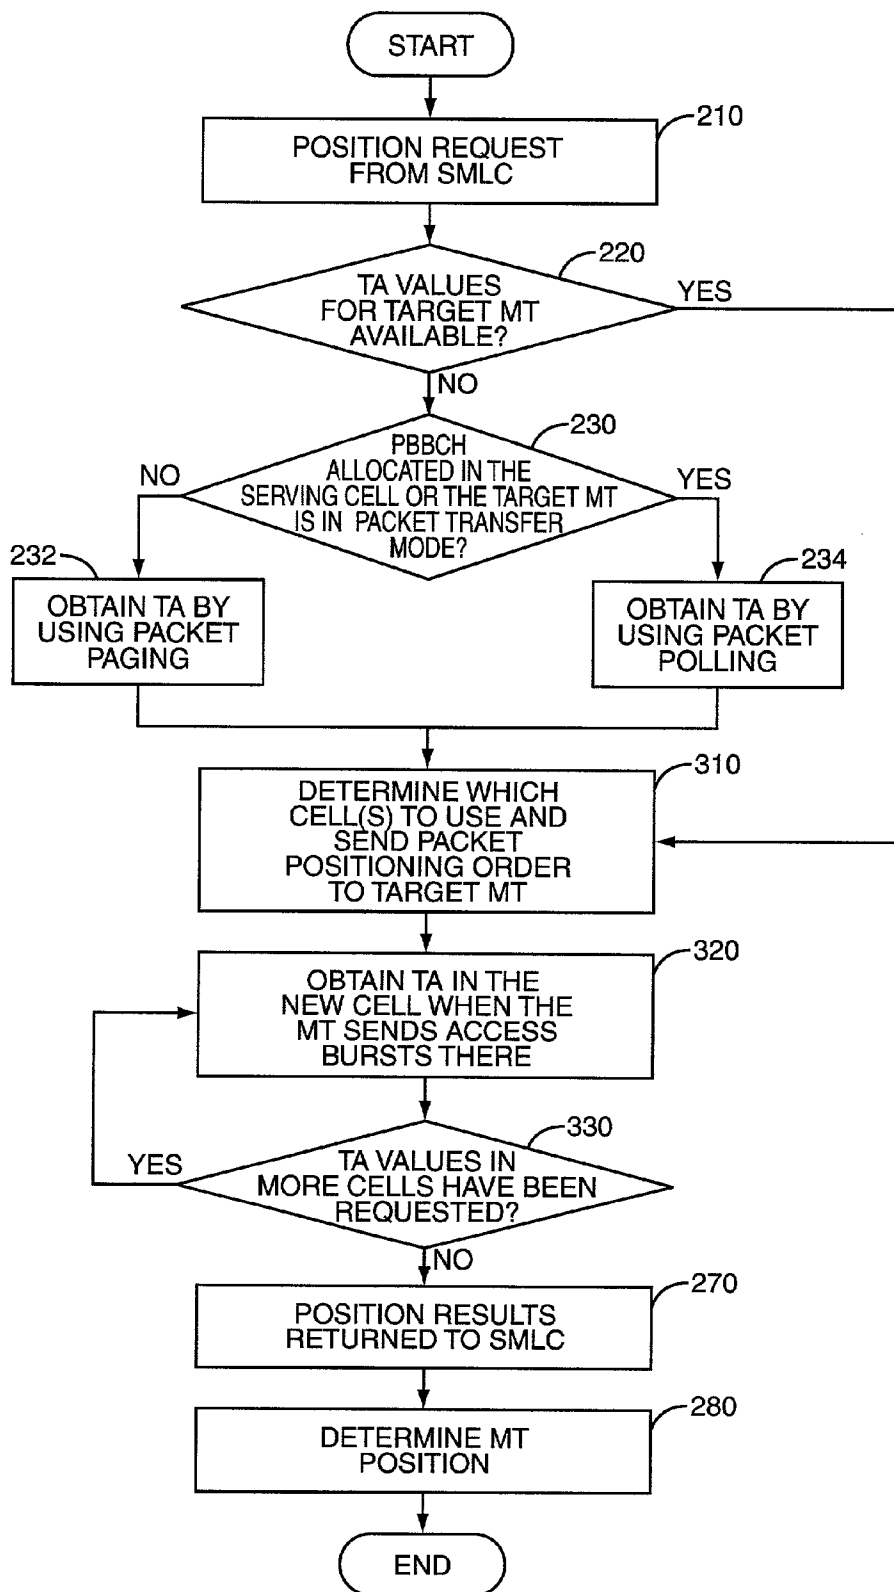 START
210
POSITION REQUEST
FROM SMLC
220
TA VALUES
FOR TARGET MT
AVAILABLE?
YES
NO
230
PBBCH
ALLOCATED IN THE
SERVING CELL OR THE TARGET MT
IS IN PACKET TRANSFER
MODE?
NO
YES
232
OBTAIN TA BY
USING PACKET
PAGING
234
OBTAIN TA BY
USING PACKET
POLLING
310
DETERMINE WHICH
CELL(S) TO USE AND
SEND PACKET
POSITIONING ORDER
TO TARGET MT
320
OBTAIN TA IN THE
NEW CELL WHEN THE
MT SENDS ACCESS
BURSTS THERE
330
TA VALUES IN
MORE CELLS HAVE BEEN
REQUESTED?
YES
NO
270
POSITION RESULTS
RETURNED TO SMLC
280
DETERMINE MT
POSITION
END